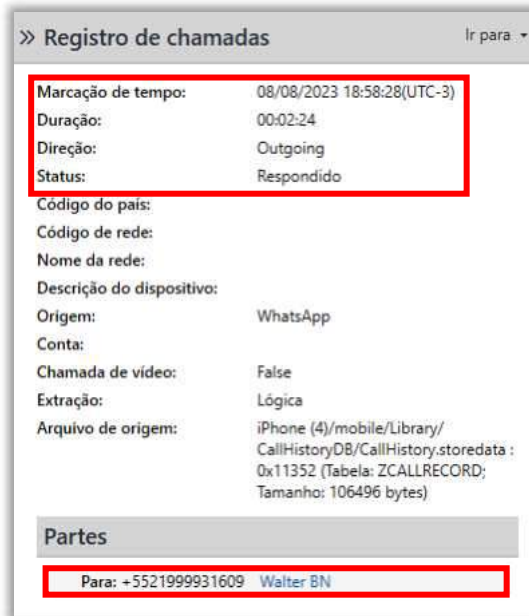 » Registro de chamadas Ir para
Marcação de tempo: 08/08/2023 18:58:28(UTC-3)
Duração: 00:02:24
Direção: Outgoing
Status: Respondido
Código do país:
Código de rede:
Nome da rede:
Descrição do dispositivo:
Origem: WhatsApp
Conta:
Chamada de vídeo: False
Extração: Lógica
Arquivo de origem: iPhone (4)/mobile/Library/
CallHistoryDB/CallHistory.storedata :
0x11352 (Tabela: ZCALLRECORD;
Tamanho: 106496 bytes)
Partes
Para: +5521999931609 Walter BN